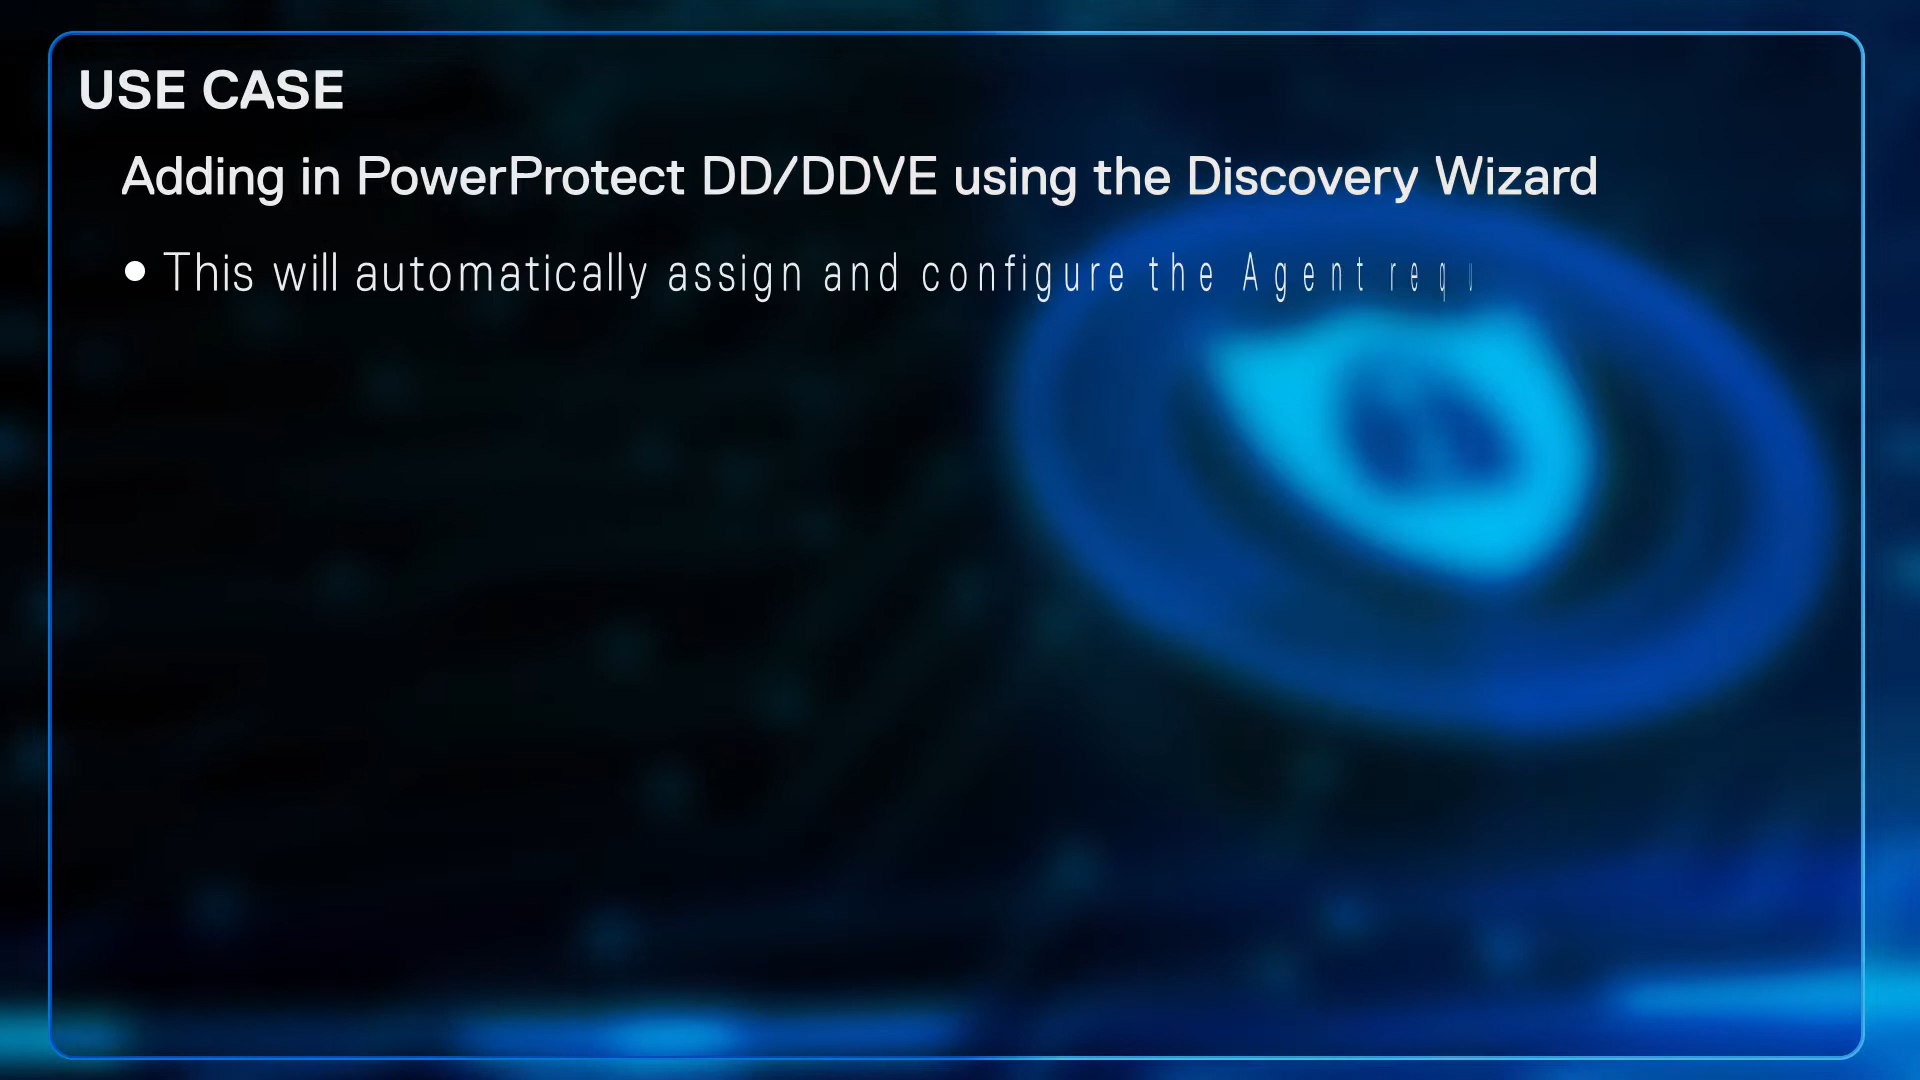 USE CASE
Adding in PowerProtect DD/DDVE using the Discovery Wizard
• This will automatically assign and configure the Agent requ